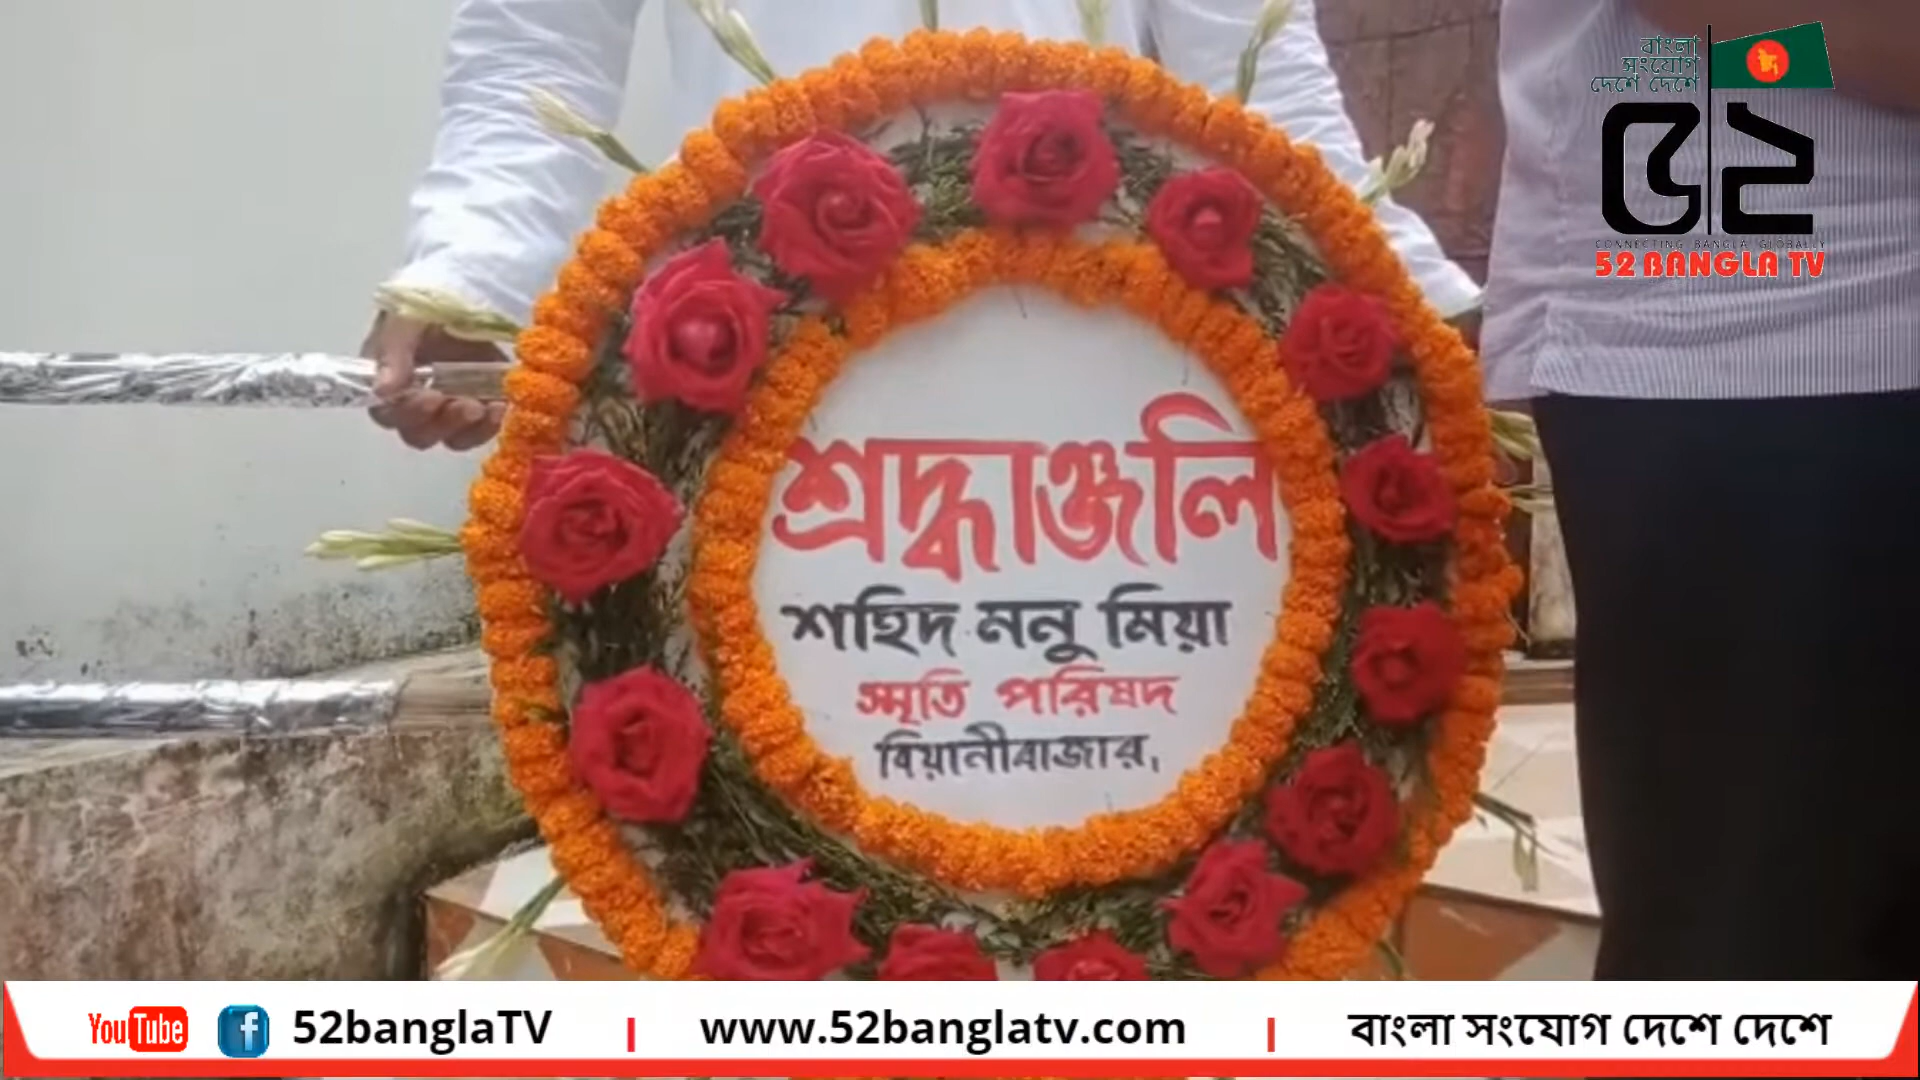 বাংলা
সংযোগ
দেশে দেশে
৫২
CONNECTING BANGLA GLOBALLY
52 BANGLA TV
শ্রদ্ধাঞ্জলি
শহিদ মনু মিয়া
স্মৃতি পরিষদ
বিয়ানীবাজার,
YouTube 52banglaTV | www.52banglatv.com | বাংলা সংযোগ দেশে দেশে